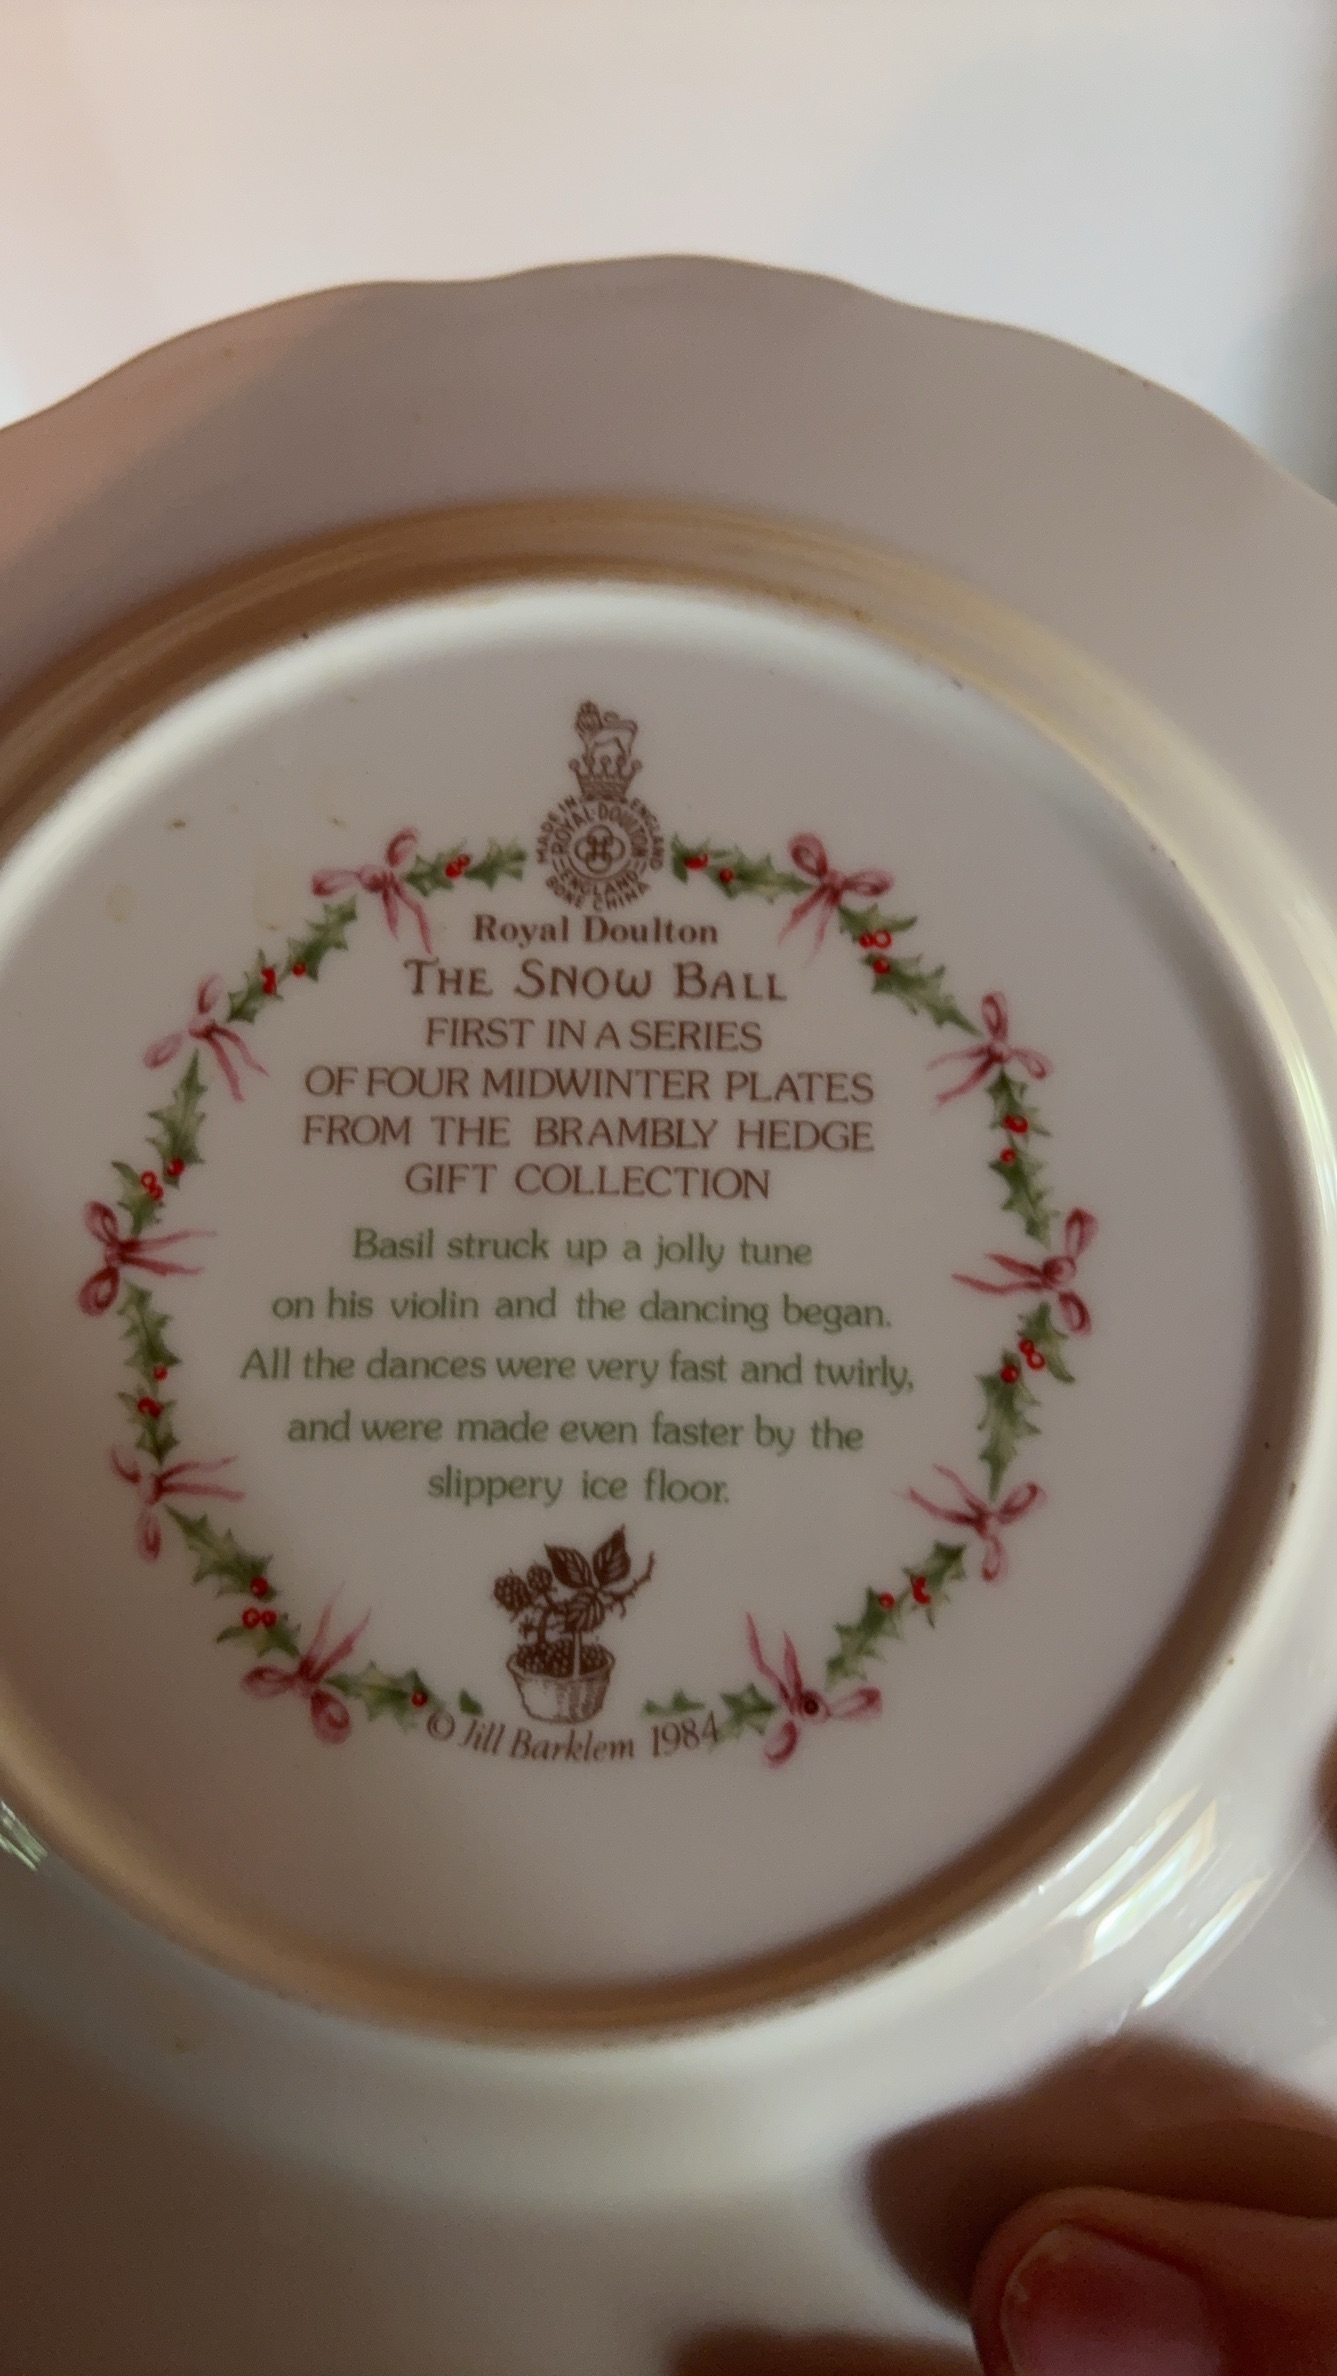 MADE IN ENGLAND
ROYAL·DOULTON
ENGLAND
BONE CHINA
Royal Doulton
THE SNOW BALL
FIRST IN A SERIES
OF FOUR MIDWINTER PLATES
FROM THE BRAMBLY HEDGE
GIFT COLLECTION
Basil struck up a jolly tune
on his violin and the dancing began.
All the dances were very fast and twirly,
and were made even faster by the
slippery ice floor.
© Jill Barklem 1984